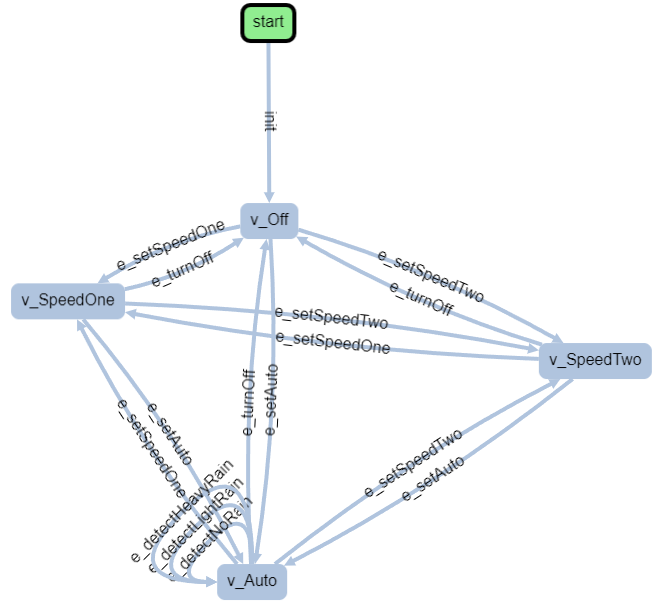 start
init
v_Off
e_setSpeedOne
e_turnOff
e_setSpeedTwo
e_turnOff
v_SpeedOne
e_setSpeedTwo
e_setSpeedOne
v_SpeedTwo
e_turnOff
e_setAuto
e_setAuto
e_setSpeedOne
e_setSpeedTwo
e_setAuto
e_detectHeavyRain
e_detectLightRain
e_detectNoRain
v_Auto